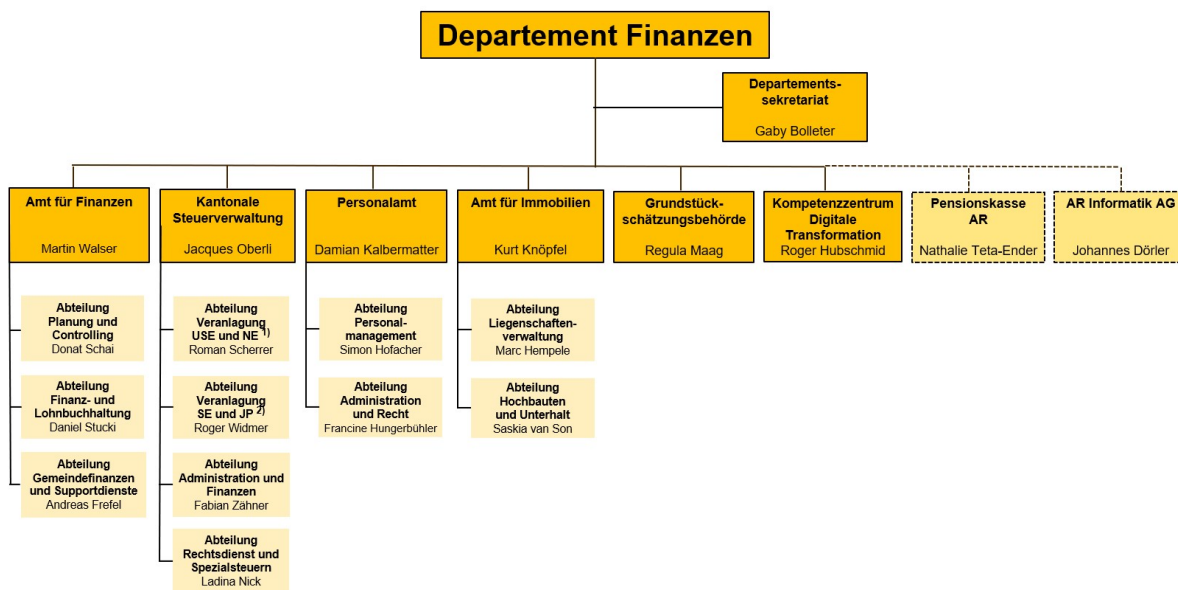 Departement Finanzen
Departements-
sekretariat
Gaby Bolleter
Amt für Finanzen
Martin Walser
Kantonale
Steuerverwaltung
Jacques Oberli
Personalamt
Damian Kalbermatter
Amt für Immobilien
Kurt Knöpfel
Grundstück-
schätzungsbehörde
Regula Maag
Kompetenzzentrum
Digitale
Transformation
Roger Hubschmid
Pensionskasse
AR
Nathalie Teta-Ender
AR Informatik AG
Johannes Dörler
Abteilung
Planung und
Controlling
Donat Schai
Abteilung
Finanz- und
Lohnbuchhaltung
Daniel Stucki
Abteilung
Gemeindefinanzen
und Supportdienste
Andreas Frefel
Abteilung
Veranlagung
USE und NE 1)
Roman Scherrer
Abteilung
Veranlagung
SE und JP 2)
Roger Widmer
Abteilung
Administration und
Finanzen
Fabian Zähner
Abteilung
Rechtsdienst und
Spezialsteuern
Ladina Nick
Abteilung
Personal-
management
Simon Hofacher
Abteilung
Administration
und Recht
Francine Hungerbühler
Abteilung
Liegenschaften-
verwaltung
Marc Hempele
Abteilung
Hochbauten
und Unterhalt
Saskia van Son